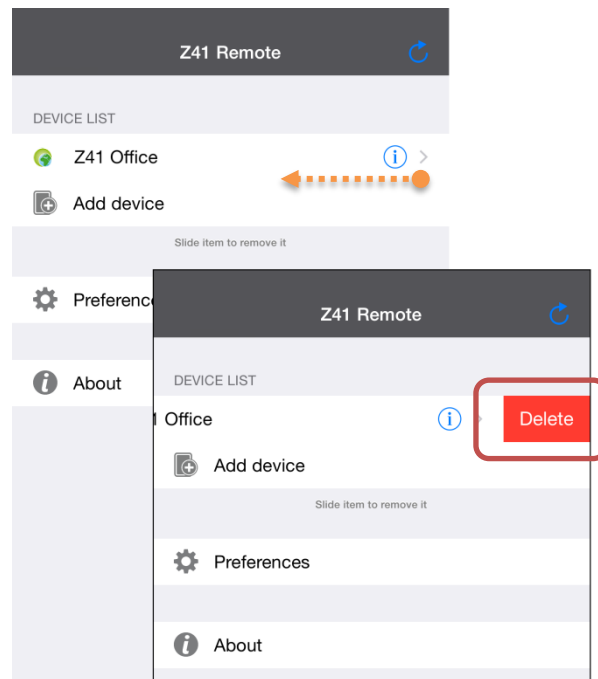 Z41 Remote
DEVICE LIST
Z41 Office
Add device
Slide item to remove it
Preferenc
About
Z41 Remote
DEVICE LIST
1 Office
Delete
Add device
Slide item to remove it
Preferences
About